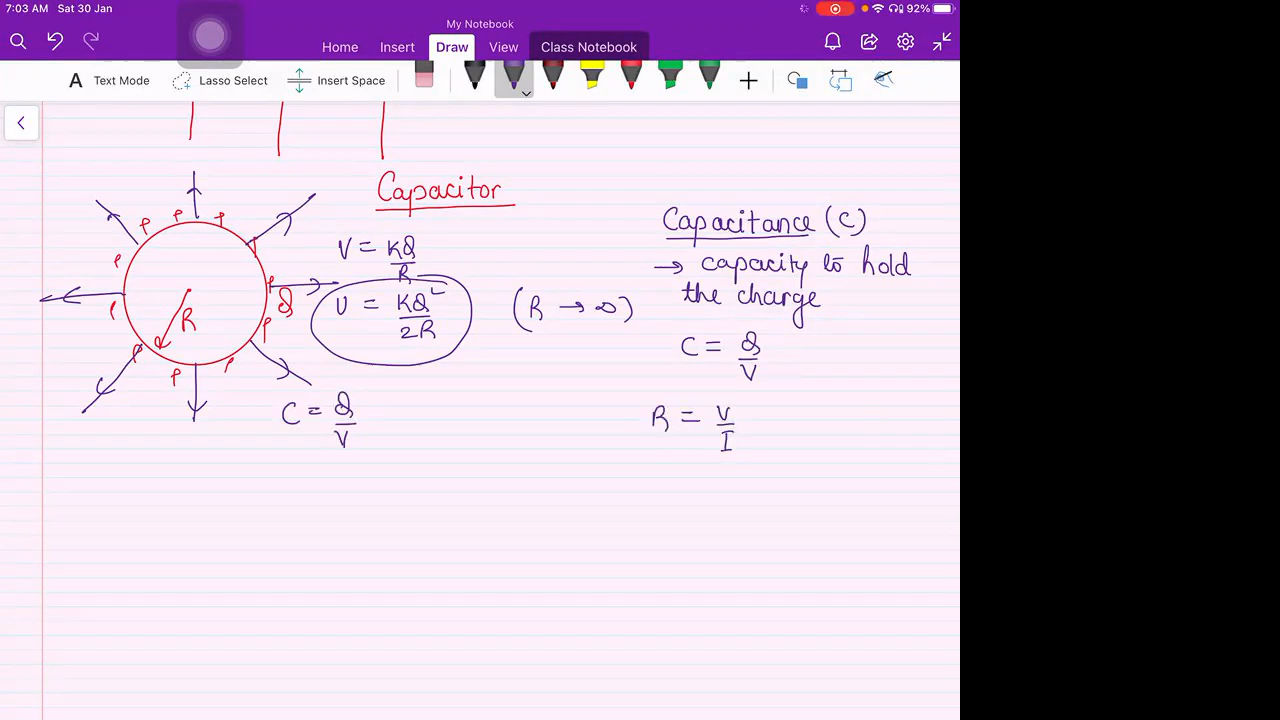 7:03 AM Sat 30 Jan
92%
My Notebook
Home Insert Draw View Class Notebook
A Text Mode Lasso Select Insert Space
Capacitor
Capacitance (C)
→ capacity to hold
the charge
V = KQ/R
U = KQ²/2R
(R → ∞)
C = Q/V
R
Q
C = Q/V
R = V/I